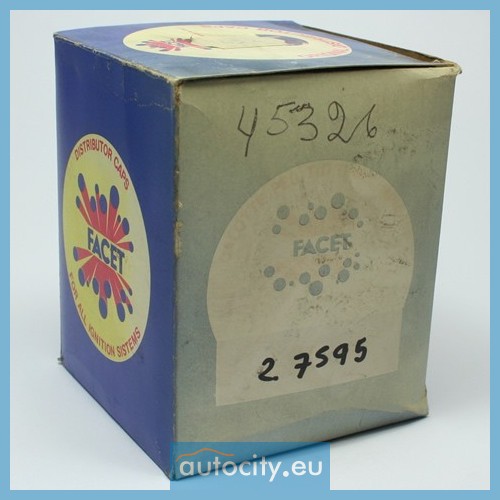 DISTRIBUTOR CAPS
FACET
FOR ALL IGNITION SISTEMS
45326
FACET
2 7595
autocity.eu